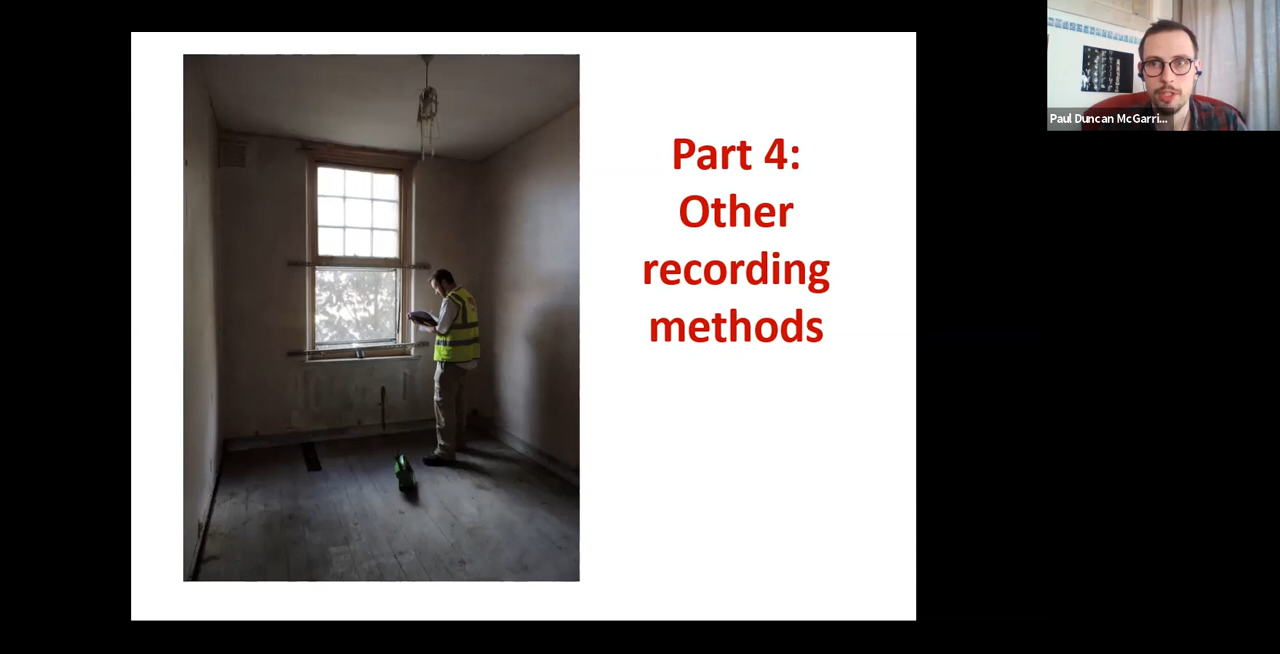 Part 4:
Other
recording
methods
Paul Duncan McGarri...